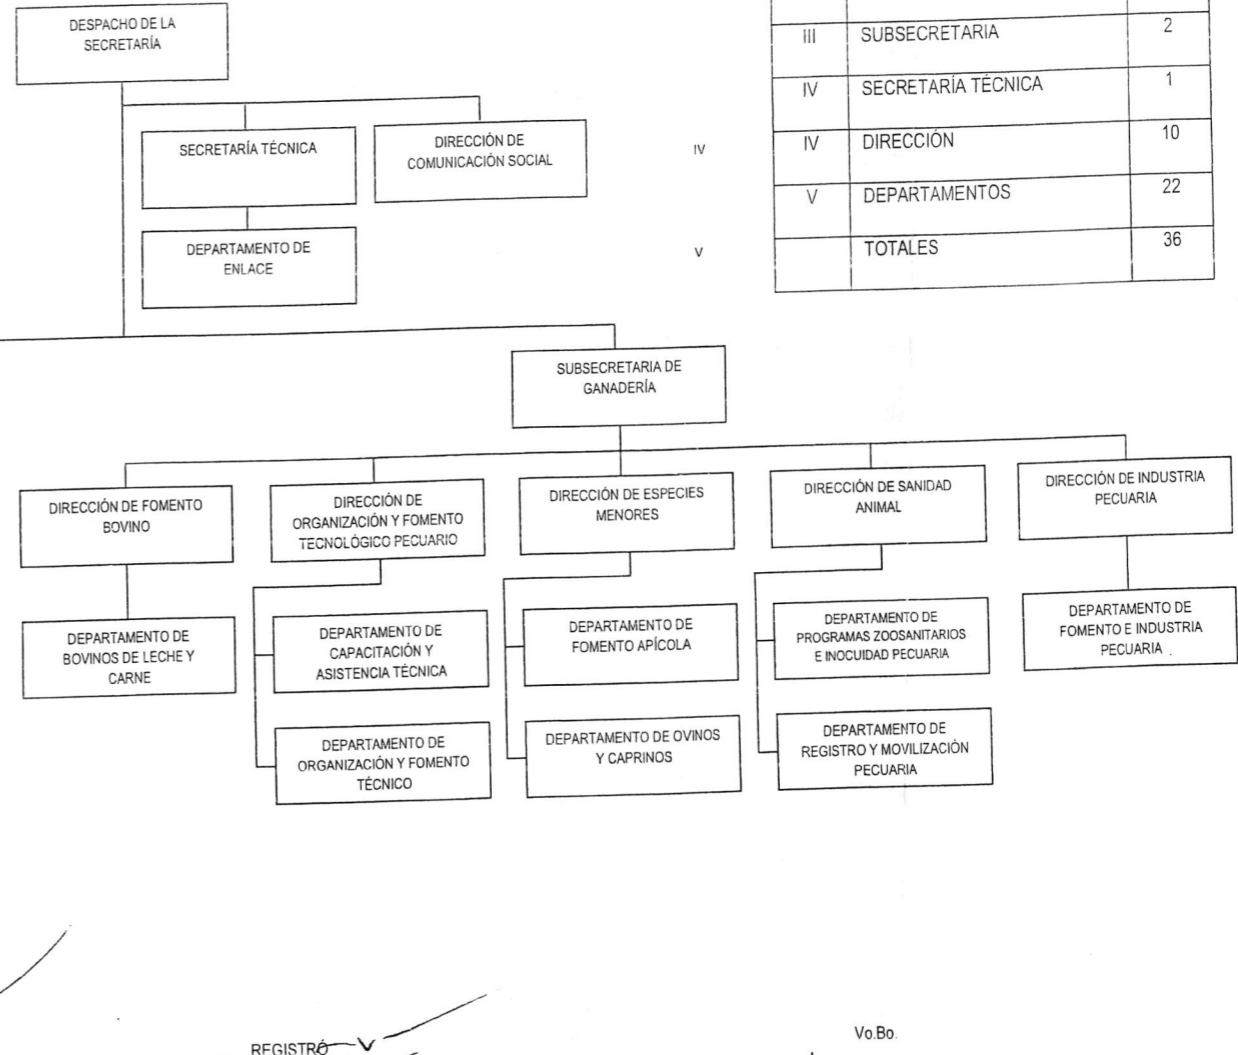 DESPACHO DE LA
SECRETARÍA
III SUBSECRETARIA 2
IV SECRETARÍA TÉCNICA 1
IV DIRECCIÓN 10
V DEPARTAMENTOS 22
TOTALES 36
SECRETARÍA TÉCNICA
DIRECCIÓN DE
COMUNICACIÓN SOCIAL
IV
DEPARTAMENTO DE
ENLACE
V
SUBSECRETARIA DE
GANADERÍA
DIRECCIÓN DE FOMENTO
BOVINO
DIRECCIÓN DE
ORGANIZACIÓN Y FOMENTO
TECNOLÓGICO PECUARIO
DIRECCIÓN DE ESPECIES
MENORES
DIRECCIÓN DE SANIDAD
ANIMAL
DIRECCIÓN DE INDUSTRIA
PECUARIA
DEPARTAMENTO DE
BOVINOS DE LECHE Y
CARNE
DEPARTAMENTO DE
CAPACITACIÓN Y
ASISTENCIA TÉCNICA
DEPARTAMENTO DE
FOMENTO APÍCOLA
DEPARTAMENTO DE
PROGRAMAS ZOOSANITARIOS
E INOCUIDAD PECUARIA
DEPARTAMENTO DE
FOMENTO E INDUSTRIA
PECUARIA
DEPARTAMENTO DE
ORGANIZACIÓN Y FOMENTO
TÉCNICO
DEPARTAMENTO DE OVINOS
Y CAPRINOS
DEPARTAMENTO DE
REGISTRO Y MOVILIZACIÓN
PECUARIA
REGISTRÓ
Vo.Bo.